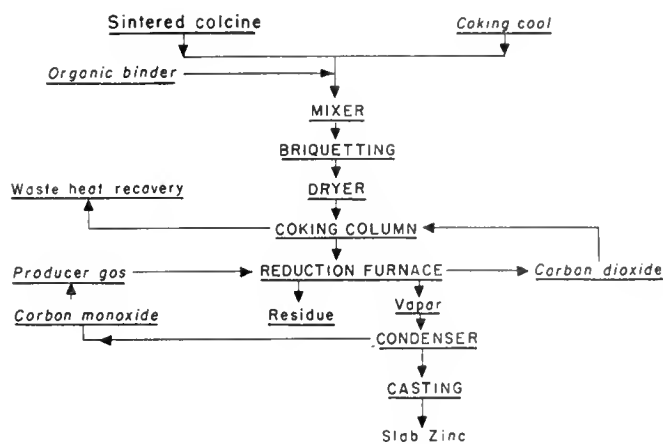 Sintered colcine
Coking cool
Organic binder
MIXER
BRIQUETTING
Waste heat recovery
DRYER
COKING COLUMN
Producer gos
REDUCTION FURNACE
Carbon dioxide
Carbon monoxide
Residue
Vapar
CONDENSER
CASTING
Slab Zinc